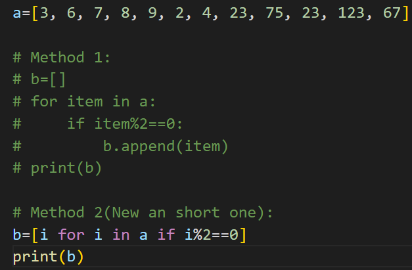 a=[3, 6, 7, 8, 9, 2, 4, 23, 75, 23, 123, 67]
# Method 1:
# b=[]
# for item in a:
#     if item%2==0:
#         b.append(item)
# print(b)
# Method 2(New an short one):
b=[i for i in a if i%2==0]
print(b)